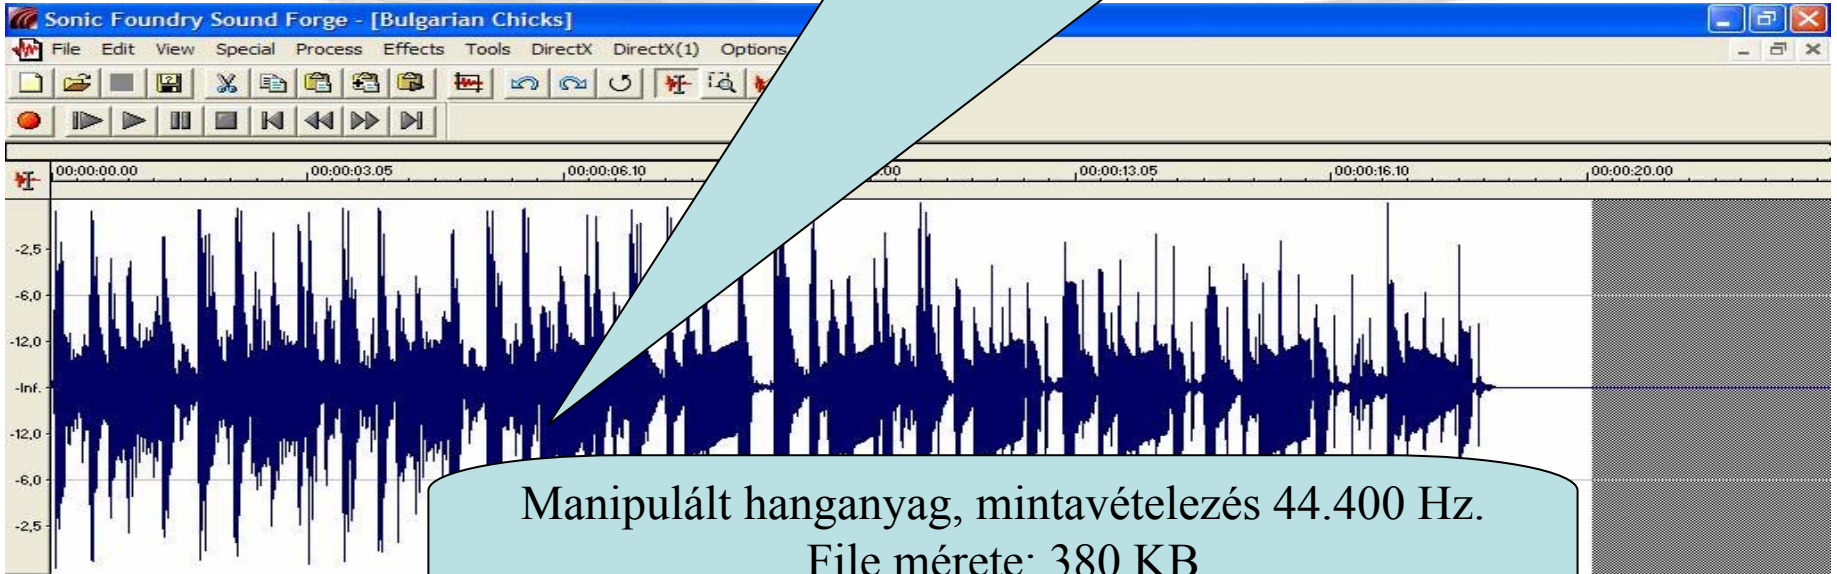 Sonic Foundry Sound Forge - [Bulgarian Chicks]
File Edit View Special Process Effects Tools DirectX DirectX(1) Options
00:00:00.00 00:00:03.05 00:00:06.10 .00 00:00:13.05 00:00:16.10 00:00:20.00
-2,5
-6,0
-12,0
-Inf.
-12,0
-6,0
-2,5
Manipulált hanganyag, mintavételezés 44.400 Hz.
File mérete: 380 KB